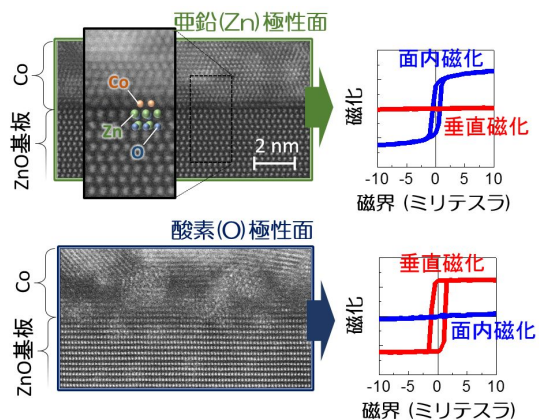 亜鉛(Zn)極性面
Co
ZnO基板
Co
Zn
O
2 nm
面内磁化
垂直磁化
磁化
-10 -5 0 5 10
磁界 (ミリテスラ)
酸素(O)極性面
Co
ZnO基板
垂直磁化
面内磁化
磁化
-10 -5 0 5 10
磁界 (ミリテスラ)